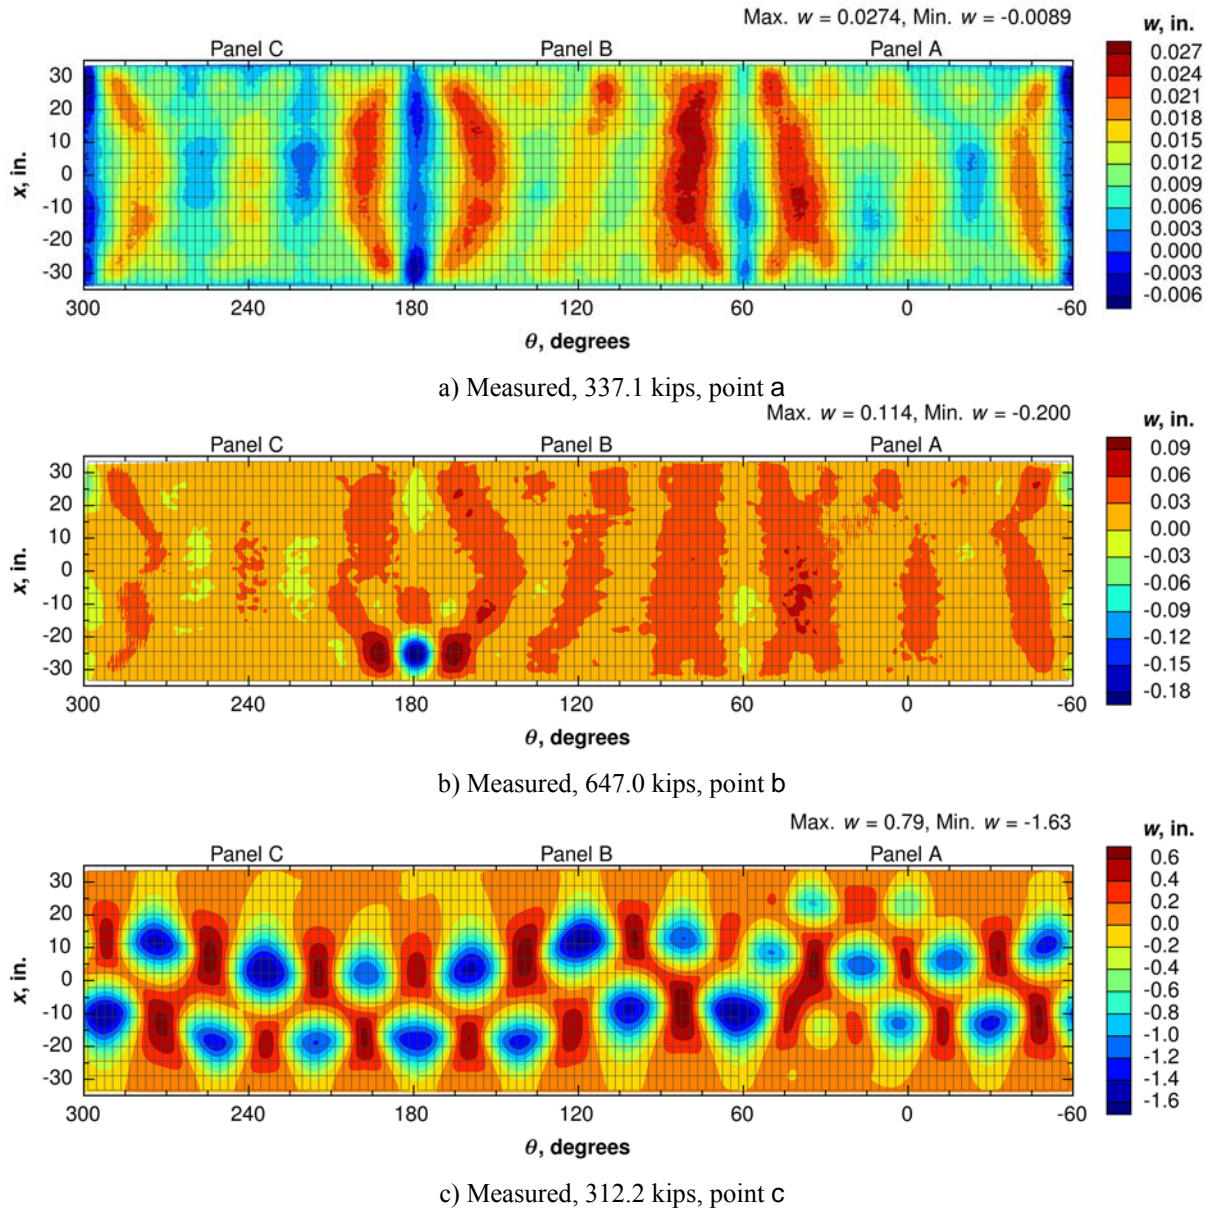 Max. w = 0.0274, Min. w = -0.0089
Panel C Panel B Panel A
w, in.
0.027
0.024
0.021
0.018
0.015
0.012
0.009
0.006
0.003
0.000
-0.003
-0.006
30
20
10
0
-10
-20
-30
x, in.
300 240 180 120 60 0 -60
θ, degrees
a) Measured, 337.1 kips, point a
Max. w = 0.114, Min. w = -0.200
Panel C Panel B Panel A
w, in.
0.09
0.06
0.03
0.00
-0.03
-0.06
-0.09
-0.12
-0.15
-0.18
30
20
10
0
-10
-20
-30
x, in.
300 240 180 120 60 0 -60
θ, degrees
b) Measured, 647.0 kips, point b
Max. w = 0.79, Min. w = -1.63
Panel C Panel B Panel A
w, in.
0.6
0.4
0.2
0.0
-0.2
-0.4
-0.6
-0.8
-1.0
-1.2
-1.4
-1.6
30
20
10
0
-10
-20
-30
x, in.
300 240 180 120 60 0 -60
θ, degrees
c) Measured, 312.2 kips, point c